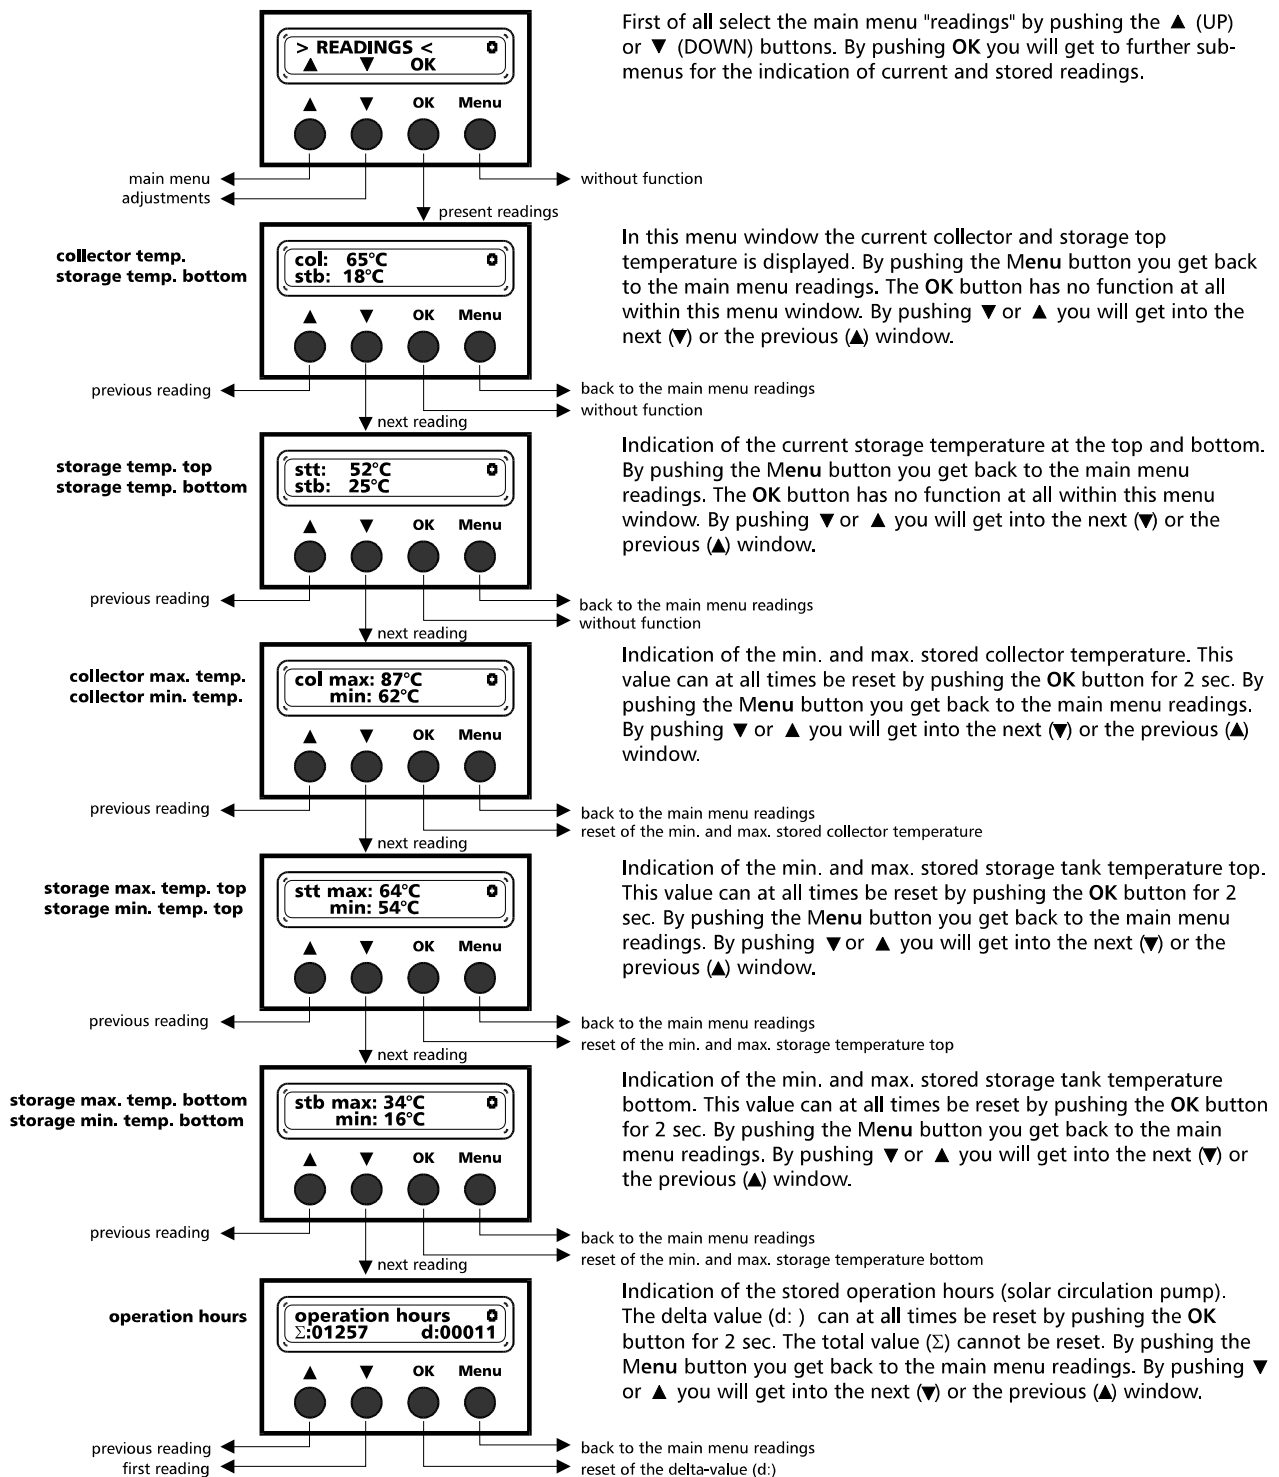 First of all select the main menu "readings" by pushing the ▲ (UP)
or ▼ (DOWN) buttons. By pushing OK you will get to further sub-
menus for the indication of current and stored readings.
> READINGS <
▲ ▼ OK
▲ ▼ OK Menu
main menu
adjustments
without function
present readings
collector temp.
storage temp. bottom
col: 65°C
stb: 18°C
▲ ▼ OK Menu
In this menu window the current collector and storage top
temperature is displayed. By pushing the Menu button you get back
to the main menu readings. The OK button has no function at all
within this menu window. By pushing ▼ or ▲ you will get into the
next (▼) or the previous (▲) window.
previous reading
back to the main menu readings
without function
next reading
storage temp. top
storage temp. bottom
stt: 52°C
stb: 25°C
▲ ▼ OK Menu
Indication of the current storage temperature at the top and bottom.
By pushing the Menu button you get back to the main menu
readings. The OK button has no function at all within this menu
window. By pushing ▼ or ▲ you will get into the next (▼) or the
previous (▲) window.
previous reading
back to the main menu readings
without function
next reading
collector max. temp.
collector min. temp.
col max: 87°C
min: 62°C
▲ ▼ OK Menu
Indication of the min. and max. stored collector temperature. This
value can at all times be reset by pushing the OK button for 2 sec. By
pushing the Menu button you get back to the main menu readings.
By pushing ▼ or ▲ you will get into the next (▼) or the previous (▲)
window.
previous reading
back to the main menu readings
reset of the min. and max. stored collector temperature
next reading
storage max. temp. top
storage min. temp. top
stt max: 64°C
min: 54°C
▲ ▼ OK Menu
Indication of the min. and max. stored storage tank temperature top.
This value can at all times be reset by pushing the OK button for 2
sec. By pushing the Menu button you get back to the main menu
readings. By pushing ▼ or ▲ you will get into the next (▼) or the
previous (▲) window.
previous reading
back to the main menu readings
reset of the min. and max. storage temperature top
next reading
storage max. temp. bottom
storage min. temp. bottom
stb max: 34°C
min: 16°C
▲ ▼ OK Menu
Indication of the min. and max. stored storage tank temperature
bottom. This value can at all times be reset by pushing the OK button
for 2 sec. By pushing the Menu button you get back to the main
menu readings. By pushing ▼ or ▲ you will get into the next (▼) or
the previous (▲) window.
previous reading
back to the main menu readings
reset of the min. and max. storage temperature bottom
next reading
operation hours
operation hours
Σ:01257 d:00011
▲ ▼ OK Menu
Indication of the stored operation hours (solar circulation pump).
The delta value (d: ) can at all times be reset by pushing the OK
button for 2 sec. The total value (Σ) cannot be reset. By pushing the
Menu button you get back to the main menu readings. By pushing ▼
or ▲ you will get into the next (▼) or the previous (▲) window.
previous reading
first reading
back to the main menu readings
reset of the delta-value (d:)